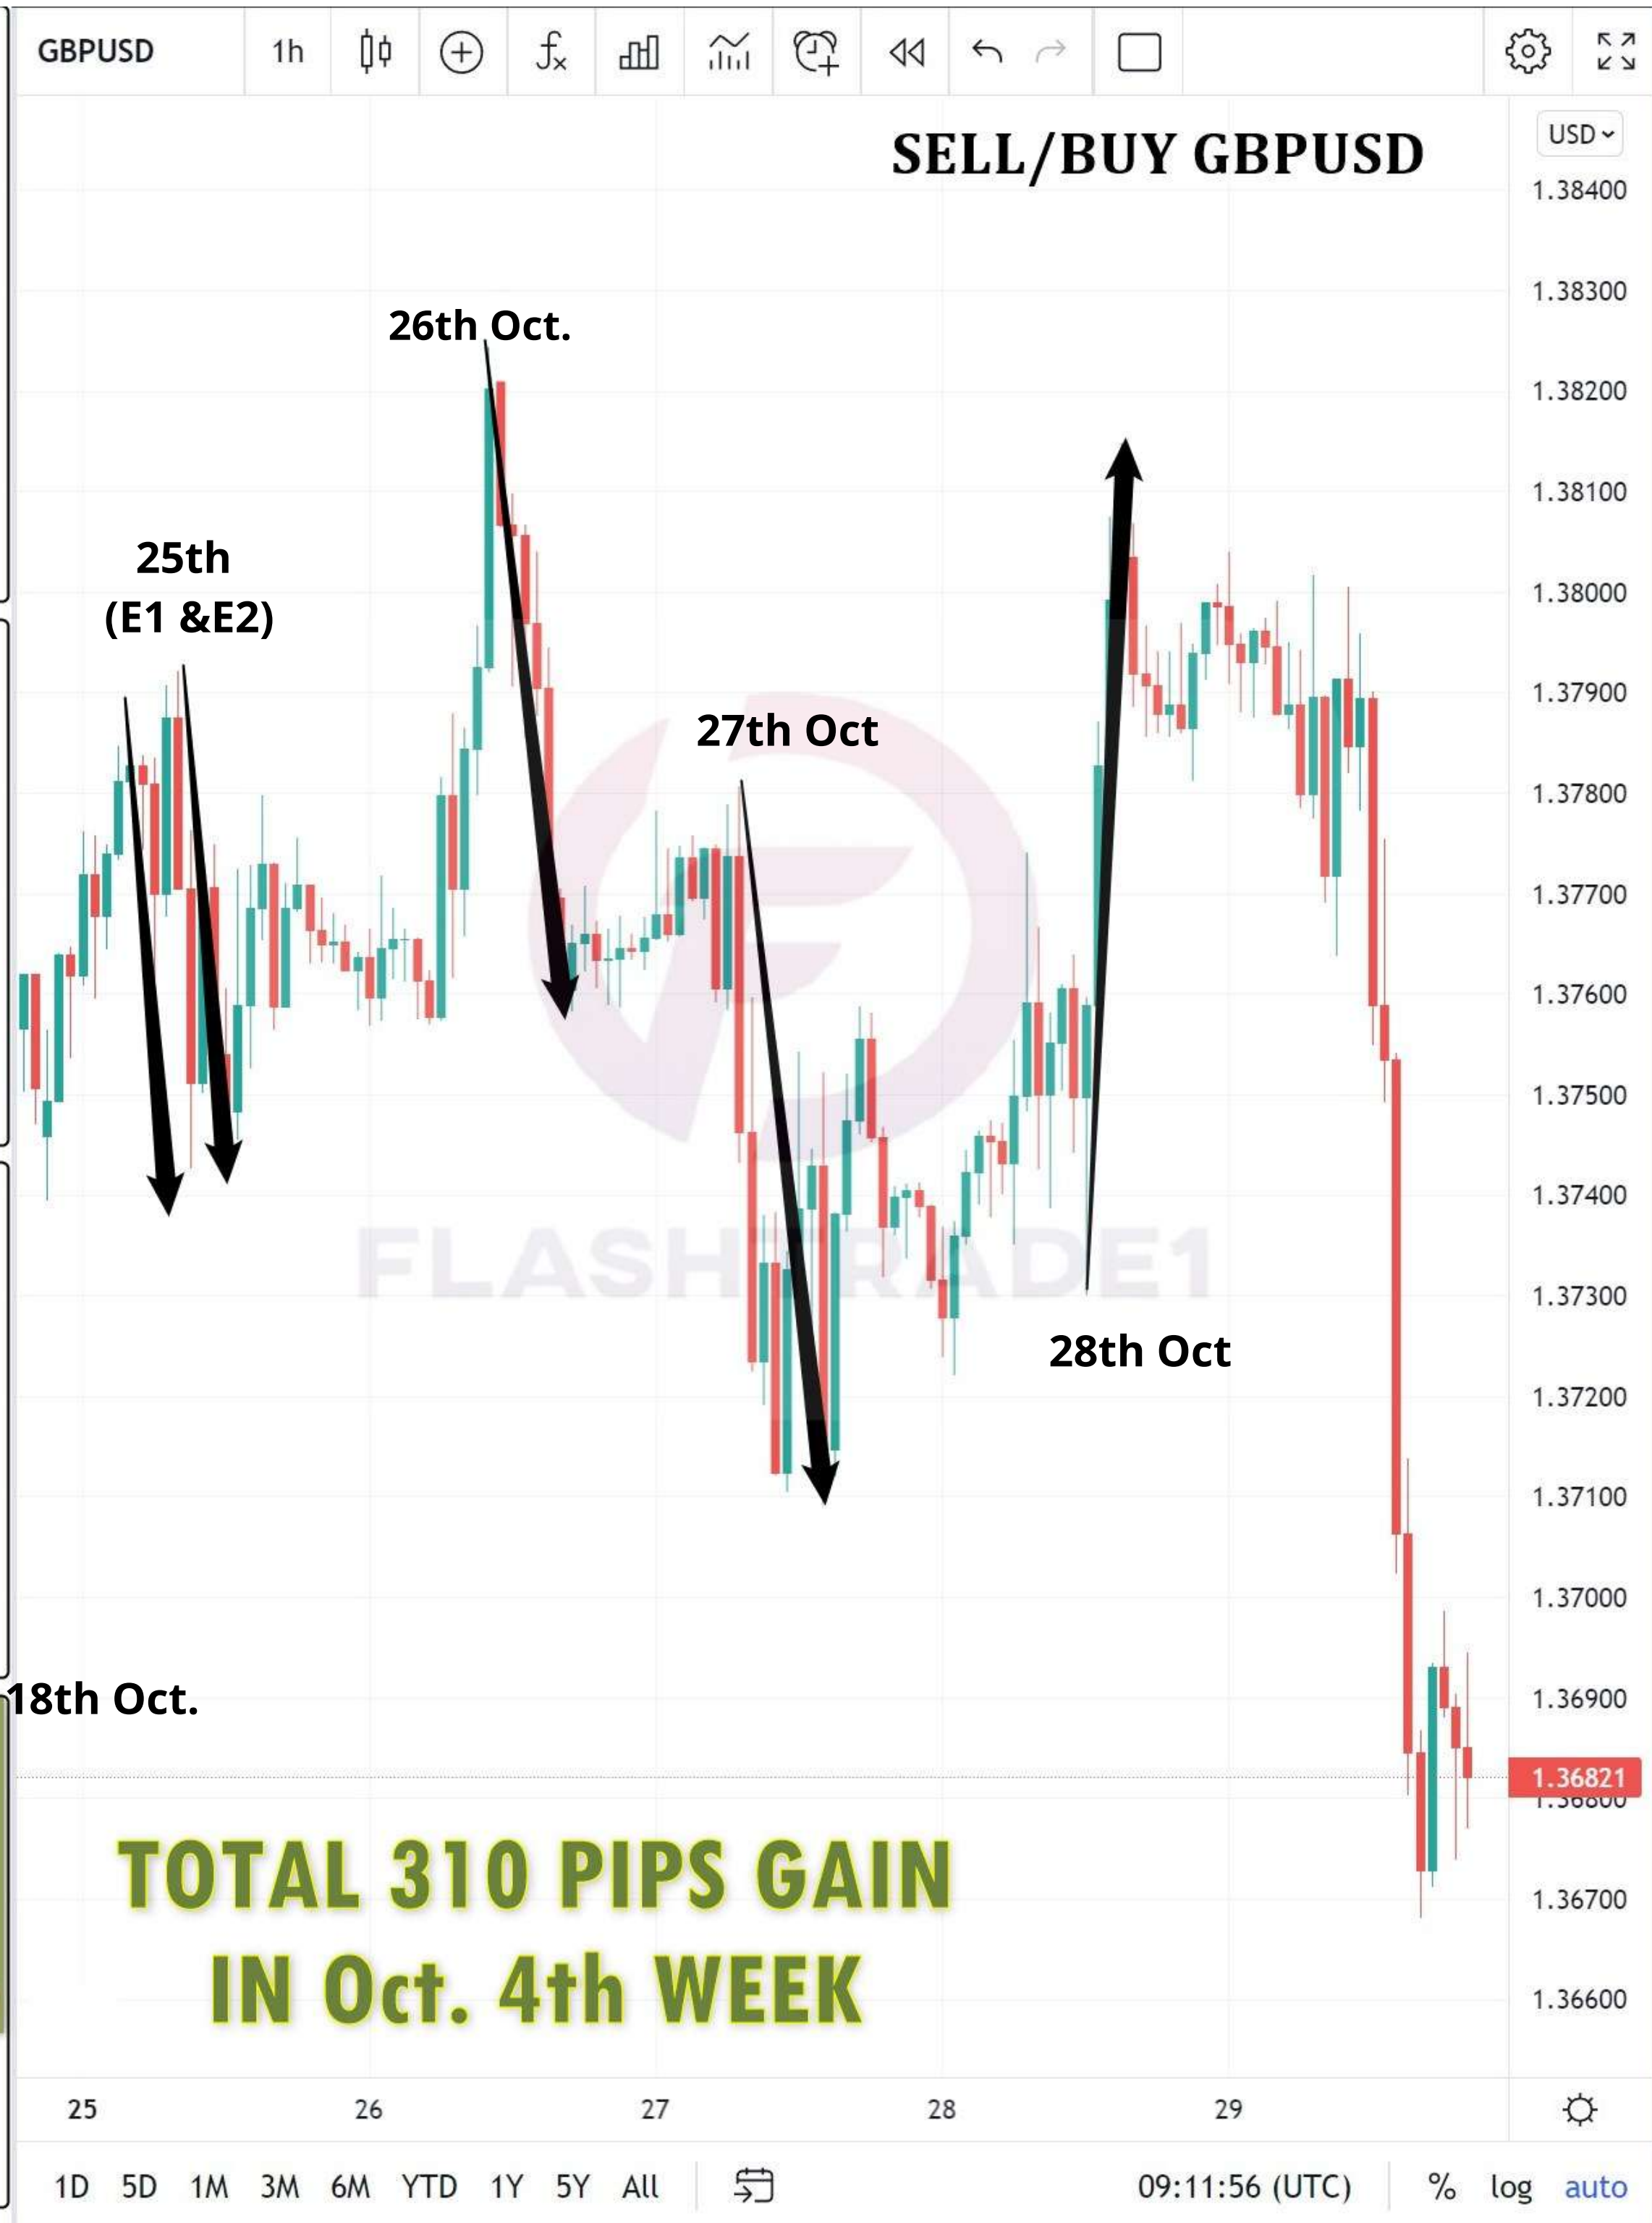 GBPUSD
1h
USD
SELL/BUY GBPUSD
1.38400
1.38300
26th Oct.
1.38200
1.38100
25th
(E1 &E2)
1.38000
1.37900
27th Oct
1.37800
1.37700
1.37600
1.37500
1.37400
FLASHTRADE1
1.37300
28th Oct
1.37200
1.37100
1.37000
18th Oct.
1.36900
1.36821
1.36800
TOTAL 310 PIPS GAIN
1.36700
IN Oct. 4th WEEK
1.36600
25 26 27 28 29
1D 5D 1M 3M 6M YTD 1Y 5Y All 09:11:56 (UTC) % log auto